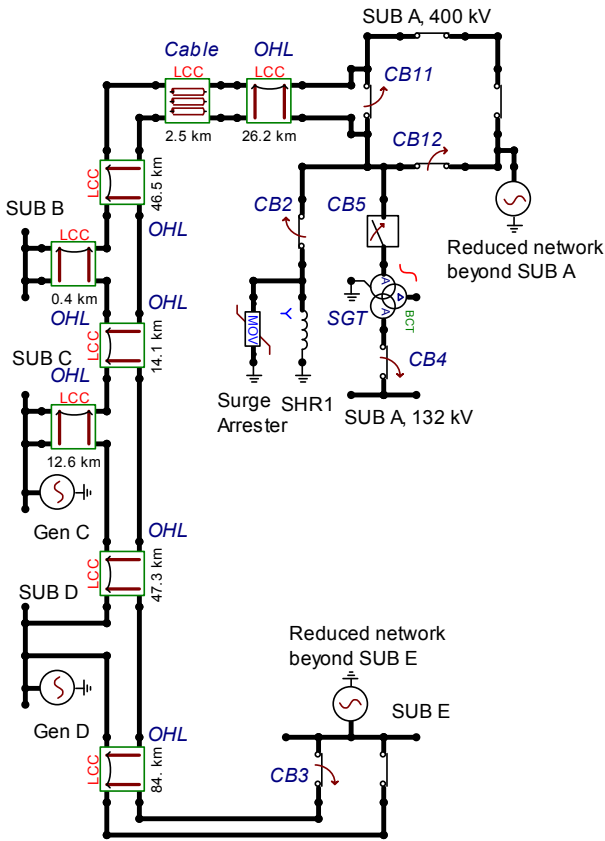 SUB A, 400 kV
Cable
OHL
LCC
LCC
CB11
2.5 km
26.2 km
CB12
LCC
46.5 km
SUB B
CB2
CB5
OHL
LCC
Reduced network
beyond SUB A
0.4 km
MOV
Y
SGT
A
A
BCT
OHL
LCC
14.1 km
CB4
SUB C
OHL
LCC
Surge
Arrester
SHR1
SUB A, 132 kV
12.6 km
Gen C
OHL
LCC
47.3 km
SUB D
Reduced network
beyond SUB E
Gen D
SUB E
OHL
LCC
84. km
CB3